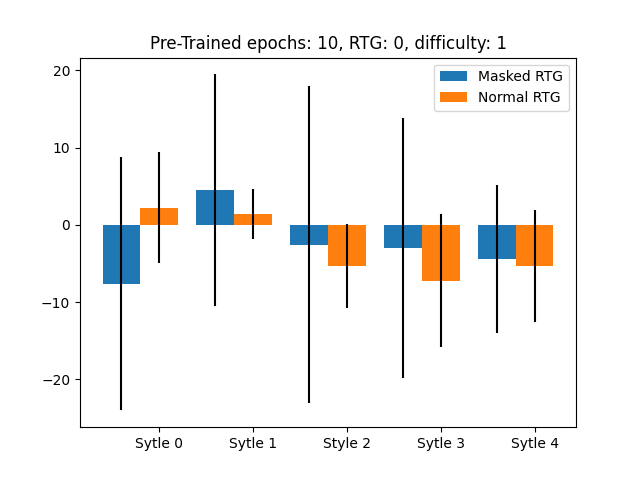 Pre-Trained epochs: 10, RTG: 0, difficulty: 1
Masked RTG
Normal RTG
20
10
0
−10
−20
Sytle 0
Sytle 1
Style 2
Sytle 3
Sytle 4